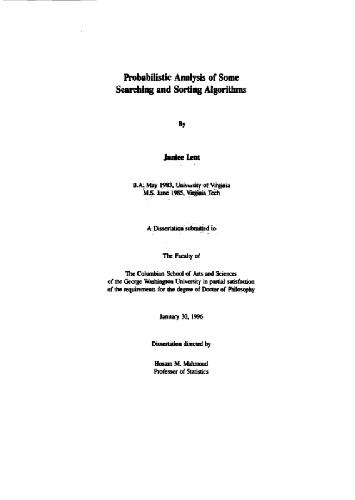 Probabilistic Analysis of Some
Searching and Sorting Algorithms
By
Janice Lent
B.A. May 1983, University of Virginia
M.S. June 1985, Virginia Tech
A Dissertation submitted to
The Faculty of
The Columbian School of Arts and Sciences
of the George Washington University in partial satisfaction
of the requirements for the degree of Doctor of Philosophy
January 30, 1996
Dissertation directed by
Hosam M. Mahmoud
Professor of Statistics